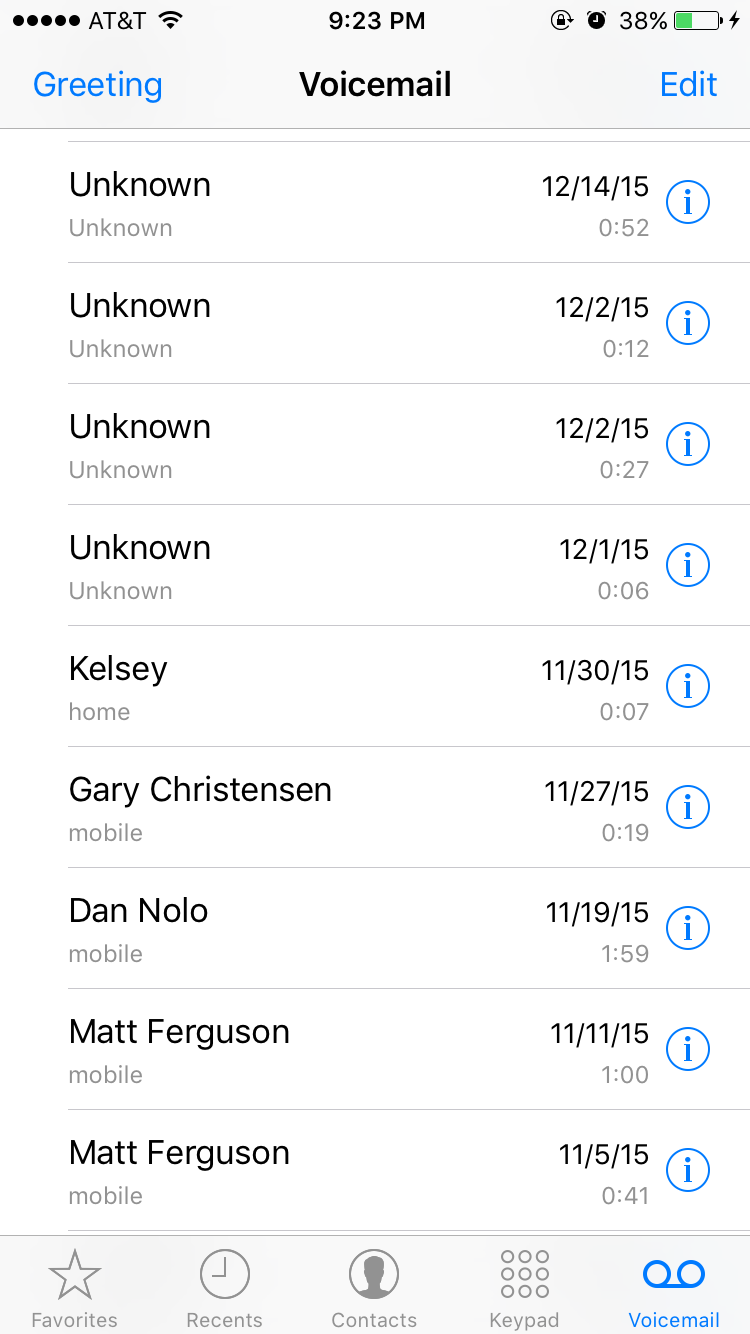 AT&T 9:23 PM 38%
Greeting Voicemail Edit
Unknown 12/14/15
Unknown 0:52
Unknown 12/2/15
Unknown 0:12
Unknown 12/2/15
Unknown 0:27
Unknown 12/1/15
Unknown 0:06
Kelsey 11/30/15
home 0:07
Gary Christensen 11/27/15
mobile 0:19
Dan Nolo 11/19/15
mobile 1:59
Matt Ferguson 11/11/15
mobile 1:00
Matt Ferguson 11/5/15
mobile 0:41
Favorites Recents Contacts Keypad Voicemail